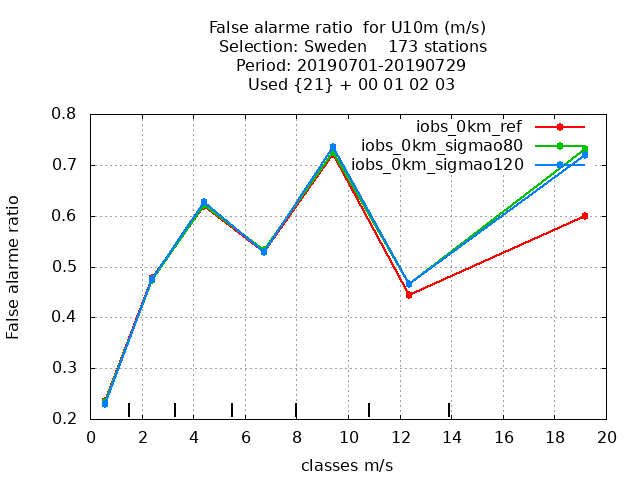 False alarme ratio  for U10m (m/s)
Selection: Sweden    173 stations
Period: 20190701-20190729
Used {21} + 00 01 02 03
iobs_0km_ref
iobs_0km_sigmao80
iobs_0km_sigmao120
False alarme ratio
0.8
0.7
0.6
0.5
0.4
0.3
0.2
0 2 4 6 8 10 12 14 16 18 20
classes m/s